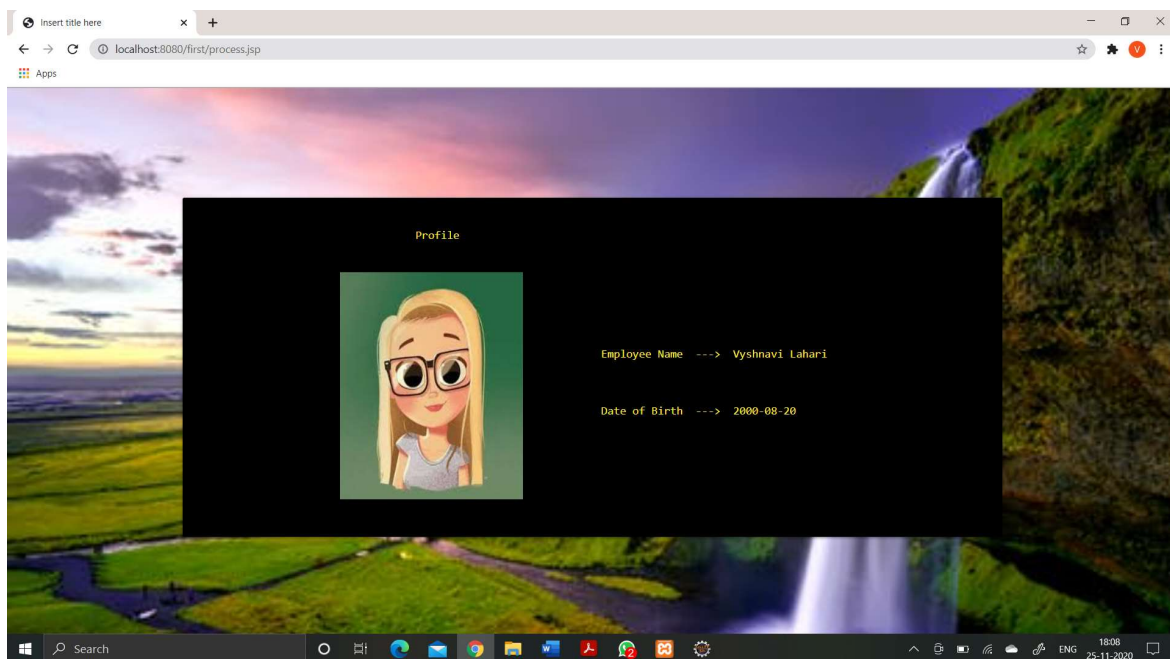 Insert title here
localhost:8080/first/process.jsp
Apps
Profile
Employee Name ---> Vyshnavi Lahari
Date of Birth ---> 2000-08-20
Search
ENG
18:08
25-11-2020
V
2